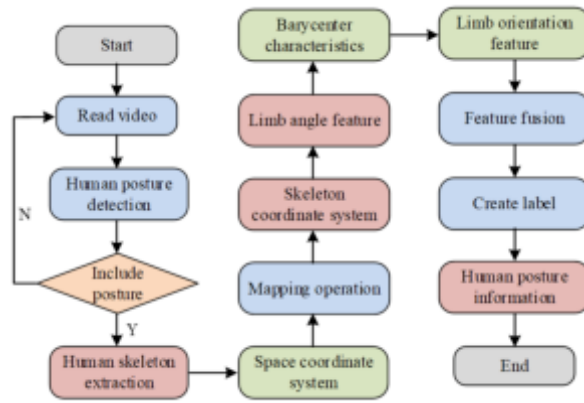 Start
Read video
Human posture
detection
N
Include
posture
Y
Human skeleton
extraction
Space coordinate
system
Mapping operation
Skeleton
coordinate system
Limb angle feature
Barycenter
characteristics
Limb orientation
feature
Feature fusion
Create label
Human posture
information
End